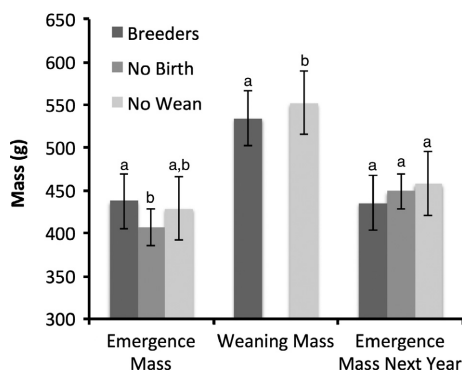 650
600
550
500
450
400
350
300
Mass (g)
Breeders
No Birth
No Wean
a
b
a,b
a
b
a
a
a
Emergence
Mass
Weaning Mass
Emergence
Mass Next Year